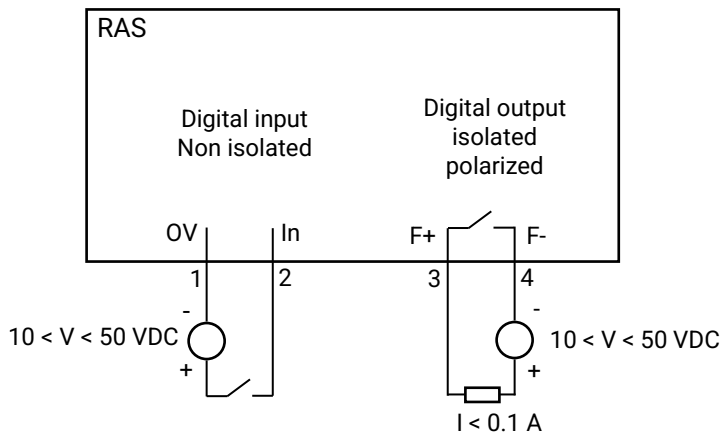 RAS
Digital input
Non isolated
Digital output
isolated
polarized
OV
In
F+
F-
1
2
3
4
-
10 < V < 50 VDC
+
-
10 < V < 50 VDC
+
I < 0.1 A